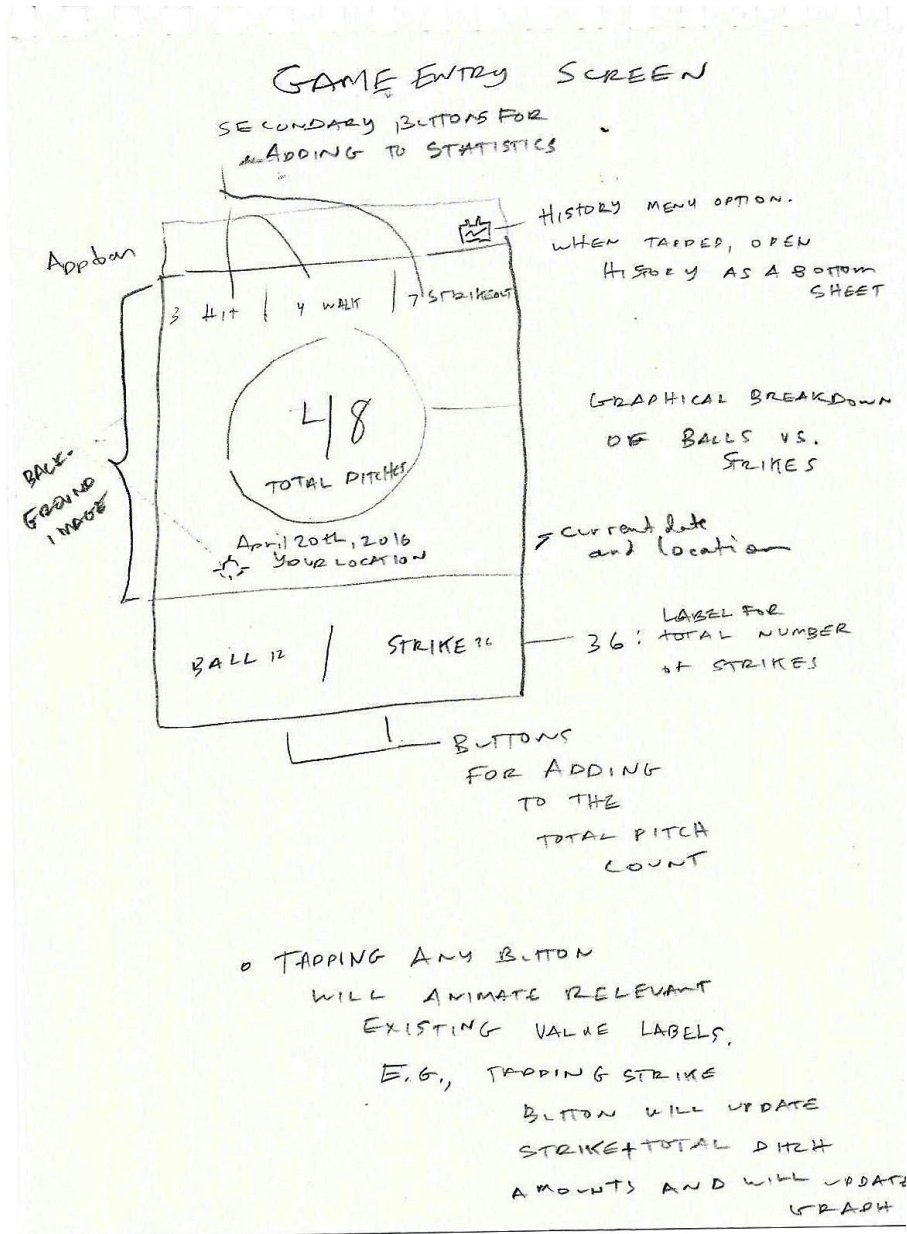 GAME ENTRY SCREEN
SECONDARY BUTTONS FOR
ADDING TO STATISTICS
Appbar
HISTORY MENU OPTION.
WHEN TAPPED, OPEN
HISTORY AS A BOTTOM
SHEET
3 HIT | 4 WALK | 7 STRIKEOUT
48
TOTAL PITCHES
GRAPHICAL BREAKDOWN
OF BALLS VS.
STRIKES
BACK-
GROUND
IMAGE
April 20th, 2016
YOUR LOCATION
current date
and location
BALL 12 / STRIKE 36
36: LABEL FOR
TOTAL NUMBER
of STRIKES
BUTTONS
FOR ADDING
TO THE
TOTAL PITCH
COUNT
o TAPPING ANY BUTTON
WILL ANIMATE RELEVANT
EXISTING VALUE LABELS.
E.G., TAPPING STRIKE
BUTTON WILL UPDATE
STRIKE + TOTAL PITCH
AMOUNTS AND WILL UPDATE
GRAPH